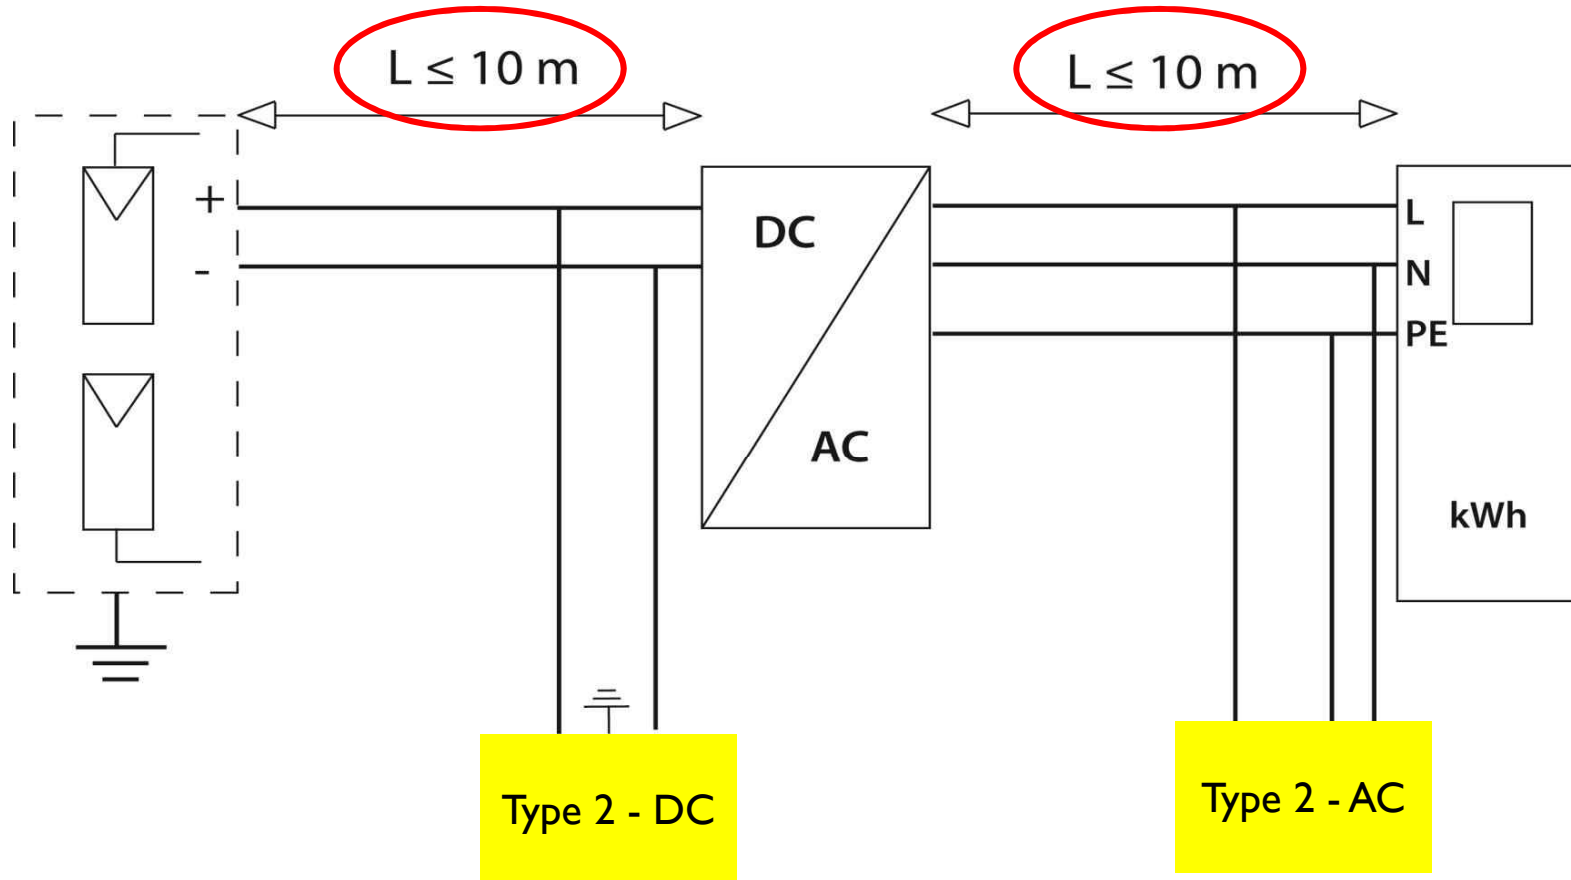 L ≤ 10 m
L ≤ 10 m
+
-
DC
AC
L
N
PE
kWh
Type 2 - DC
Type 2 - AC